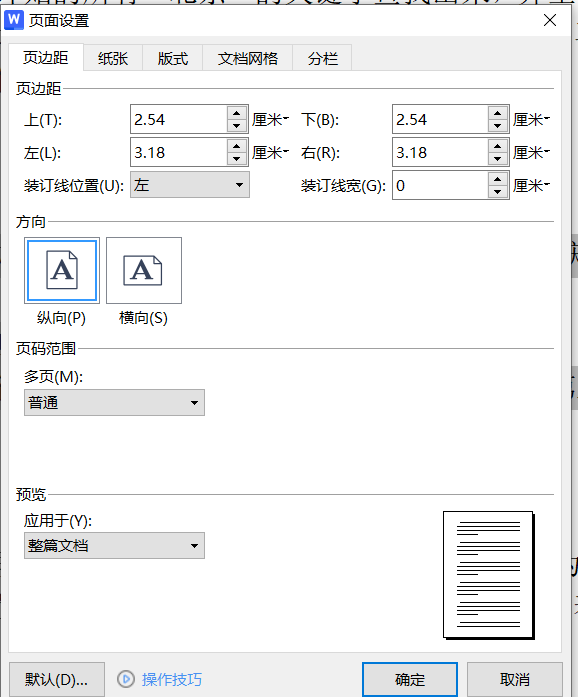 W 页面设置
页边距 纸张 版式 文档网格 分栏
页边距
上(T): 2.54 厘米 下(B): 2.54 厘米
左(L): 3.18 厘米 右(R): 3.18 厘米
装订线位置(U): 左 装订线宽(G): 0 厘米
方向
A A
纵向(P) 横向(S)
页码范围
多页(M):
普通
预览
应用于(Y):
整篇文档
默认(D)... 操作技巧 确定 取消